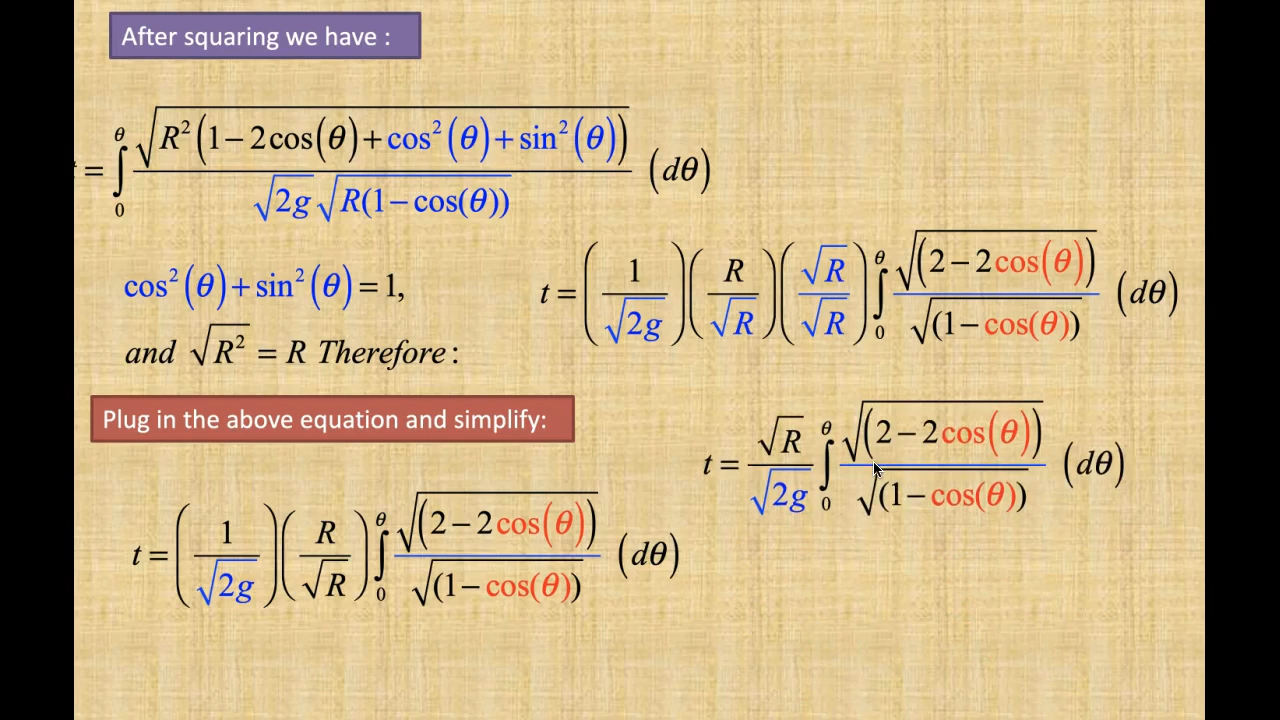 After squaring we have :
t = ∫₀^θ √(R²(1 − 2cos(θ) + cos²(θ) + sin²(θ))) / (√(2g) √(R(1 − cos(θ)))) (dθ)
cos²(θ) + sin²(θ) = 1,
and √(R²) = R Therefore :
Plug in the above equation and simplify:
t = (1/√(2g)) (R/√R) ∫₀^θ √((2 − 2cos(θ))) / √((1 − cos(θ))) (dθ)
t = (1/√(2g)) (R/√R) (√R/√R) ∫₀^θ √((2 − 2cos(θ))) / √((1 − cos(θ))) (dθ)
t = √R/√(2g) ∫₀^θ √((2 − 2cos(θ))) / √((1 − cos(θ))) (dθ)